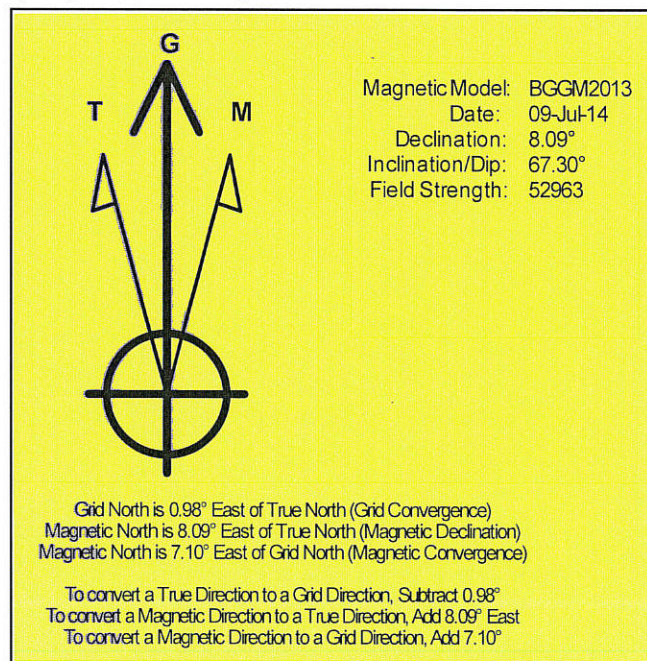 G
T M
Magnetic Model: BGGM2013
Date: 09-Jul-14
Declination: 8.09°
Inclination/Dip: 67.30°
Field Strength: 52963
Grid North is 0.98° East of True North (Grid Convergence)
Magnetic North is 8.09° East of True North (Magnetic Declination)
Magnetic North is 7.10° East of Grid North (Magnetic Convergence)
To convert a True Direction to a Grid Direction, Subtract 0.98°
To convert a Magnetic Direction to a True Direction, Add 8.09° East
To convert a Magnetic Direction to a Grid Direction, Add 7.10°